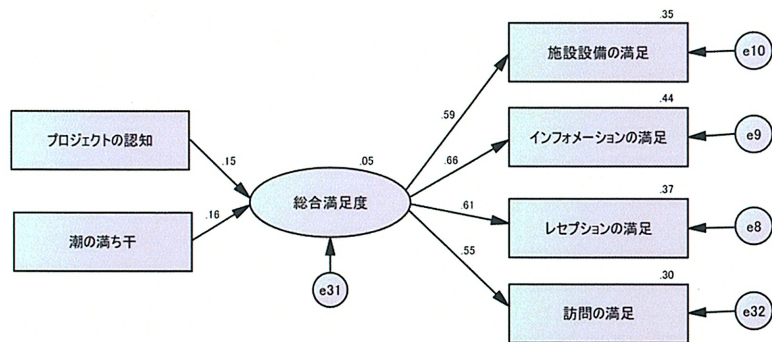 .35
施設設備の満足
e10
.59
.44
インフォメーションの満足
e9
.66
プロジェクトの認知
.15
.05
総合満足度
.16
潮の満ち干
.61
.37
レセプションの満足
e8
.55
e31
.30
訪問の満足
e32